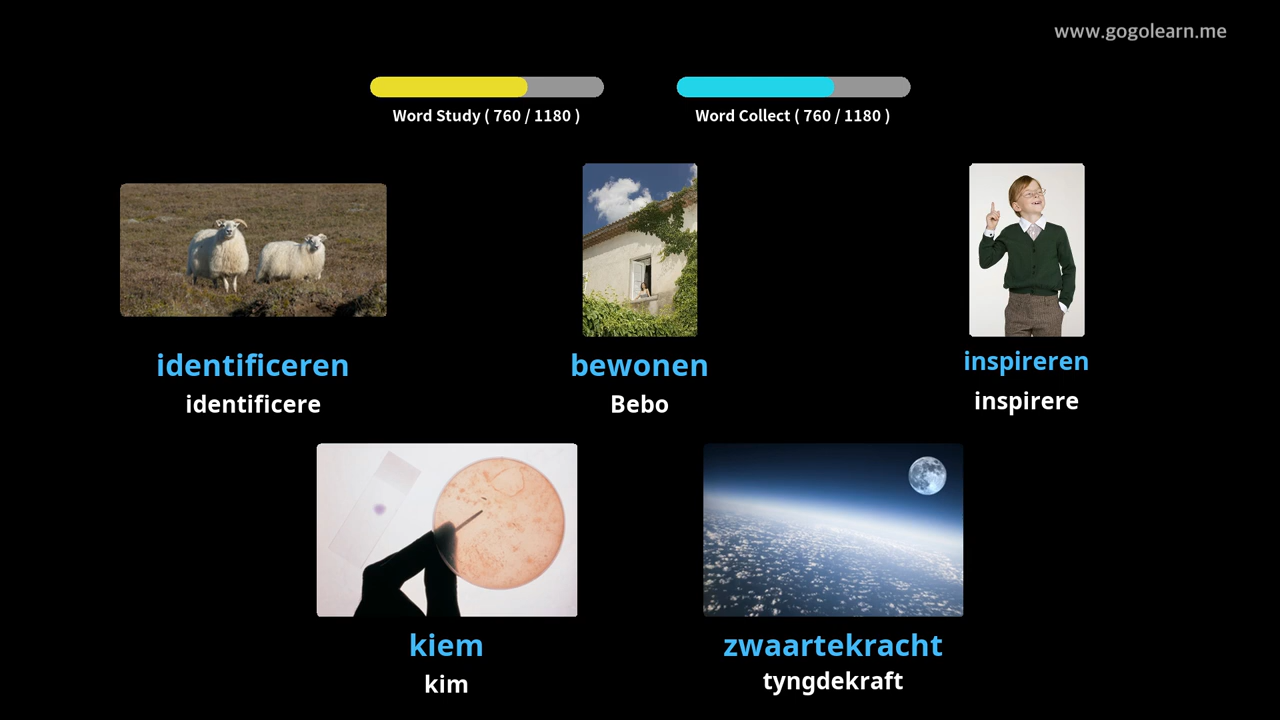 www.gogolearn.me
Word Study ( 760 / 1180 )
Word Collect ( 760 / 1180 )
identificeren
identificere
bewonen
Bebo
inspireren
inspirere
kiem
kim
zwaartekracht
tyngdekraft